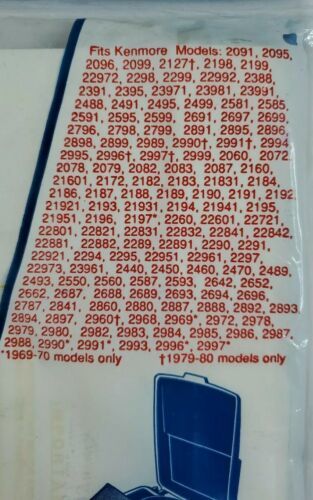 Fits Kenmore Models: 2091, 2095,
2096, 2099, 2127†, 2198, 2199,
22972, 2298, 2299, 22992, 2388,
2391, 2395, 23971, 23981, 23991,
2488, 2491, 2495, 2499, 2581, 2585,
2591, 2595, 2599, 2691, 2697, 2699,
2796, 2798, 2799, 2891, 2895, 2896,
2898, 2899, 2989, 2990†, 2991†, 2994,
2995, 2996†, 2997†, 2999, 2060, 2072,
2078, 2079, 2082, 2083, 2087, 2160,
21601, 2172, 2182, 2183, 21831, 2184,
2186, 2187, 2188, 2189, 2190, 2191, 2192,
21921, 2193, 21931, 2194, 21941, 2195,
21951, 2196, 2197*, 2260, 22601, 22721,
22801, 22821, 22831, 22832, 22841, 22842,
22881, 22882, 22891, 22892, 2290, 2291,
22921, 2294, 2295, 22951, 22961, 2297,
22973, 23961, 2440, 2450, 2460, 2470, 2489,
2493, 2550, 2560, 2587, 2593, 2642, 2652,
2662, 2687, 2688, 2689, 2693, 2694, 2696,
2787, 2841, 2860, 2880, 2887, 2888, 2892, 2893,
2894, 2897, 2960†, 2968, 2969*, 2972, 2978,
2979, 2980, 2982, 2983, 2984, 2985, 2986, 2987,
2988, 2990*, 2991*, 2993, 2996*, 2997*
*1969-70 models only †1979-80 models only